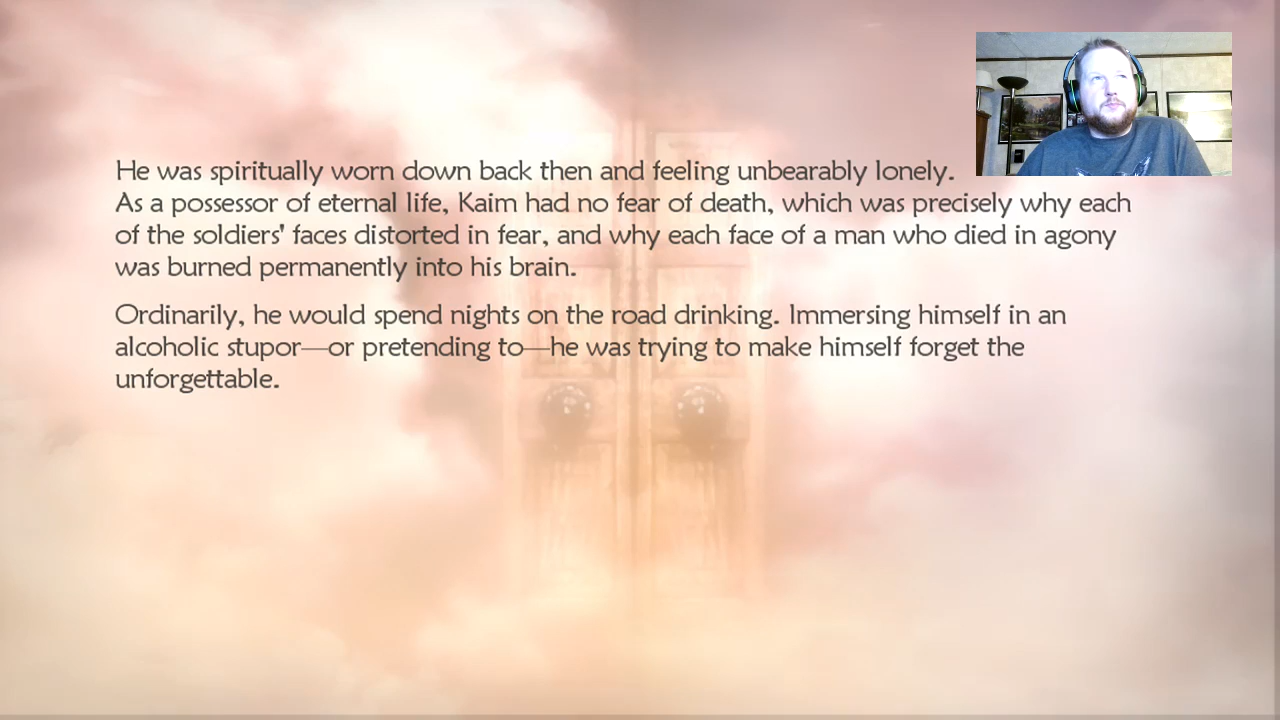 He was spiritually worn down back then and feeling unbearably lonely.
As a possessor of eternal life, Kaim had no fear of death, which was precisely why each
of the soldiers' faces distorted in fear, and why each face of a man who died in agony
was burned permanently into his brain.
Ordinarily, he would spend nights on the road drinking. Immersing himself in an
alcoholic stupor—or pretending to—he was trying to make himself forget the
unforgettable.